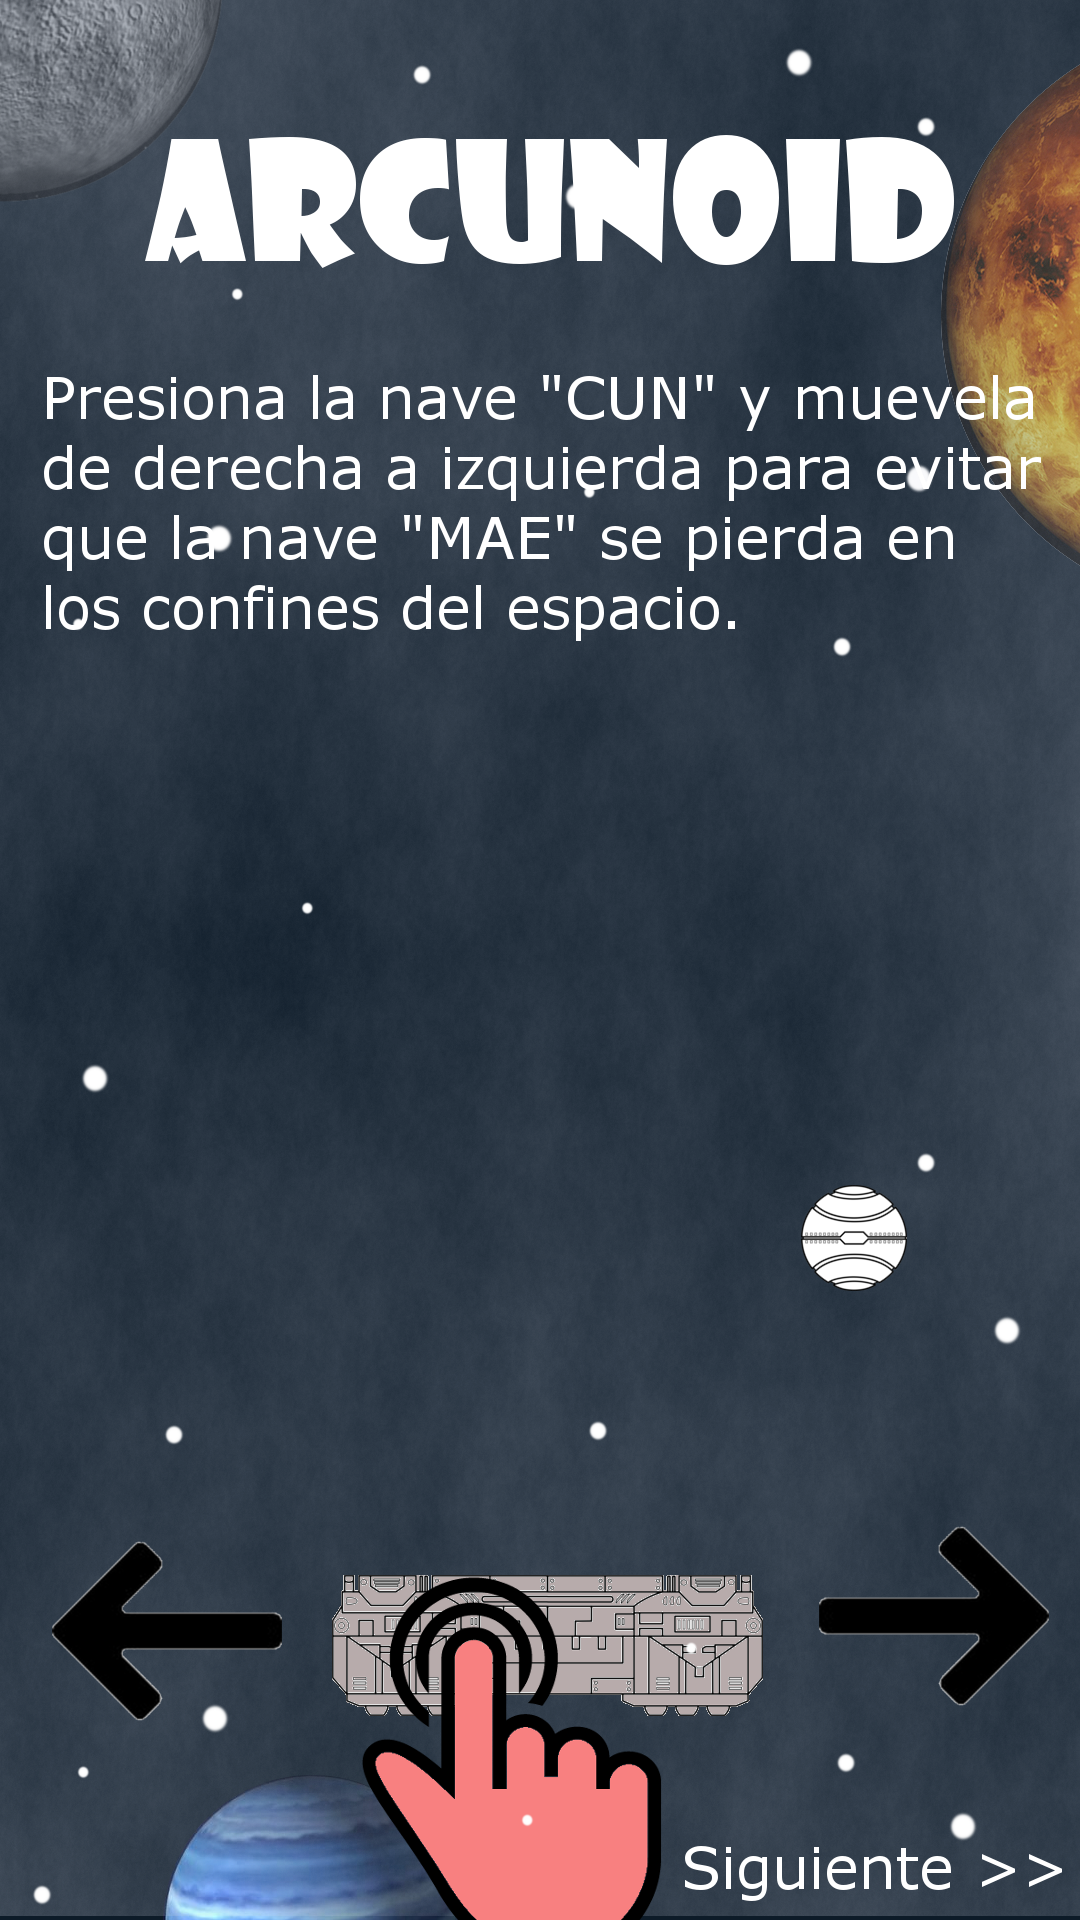 ARCUNOID
Presiona la nave "CUN" y muevela
de derecha a izquierda para evitar
que la nave "MAE" se pierda en
los confines del espacio.
Siguiente >>